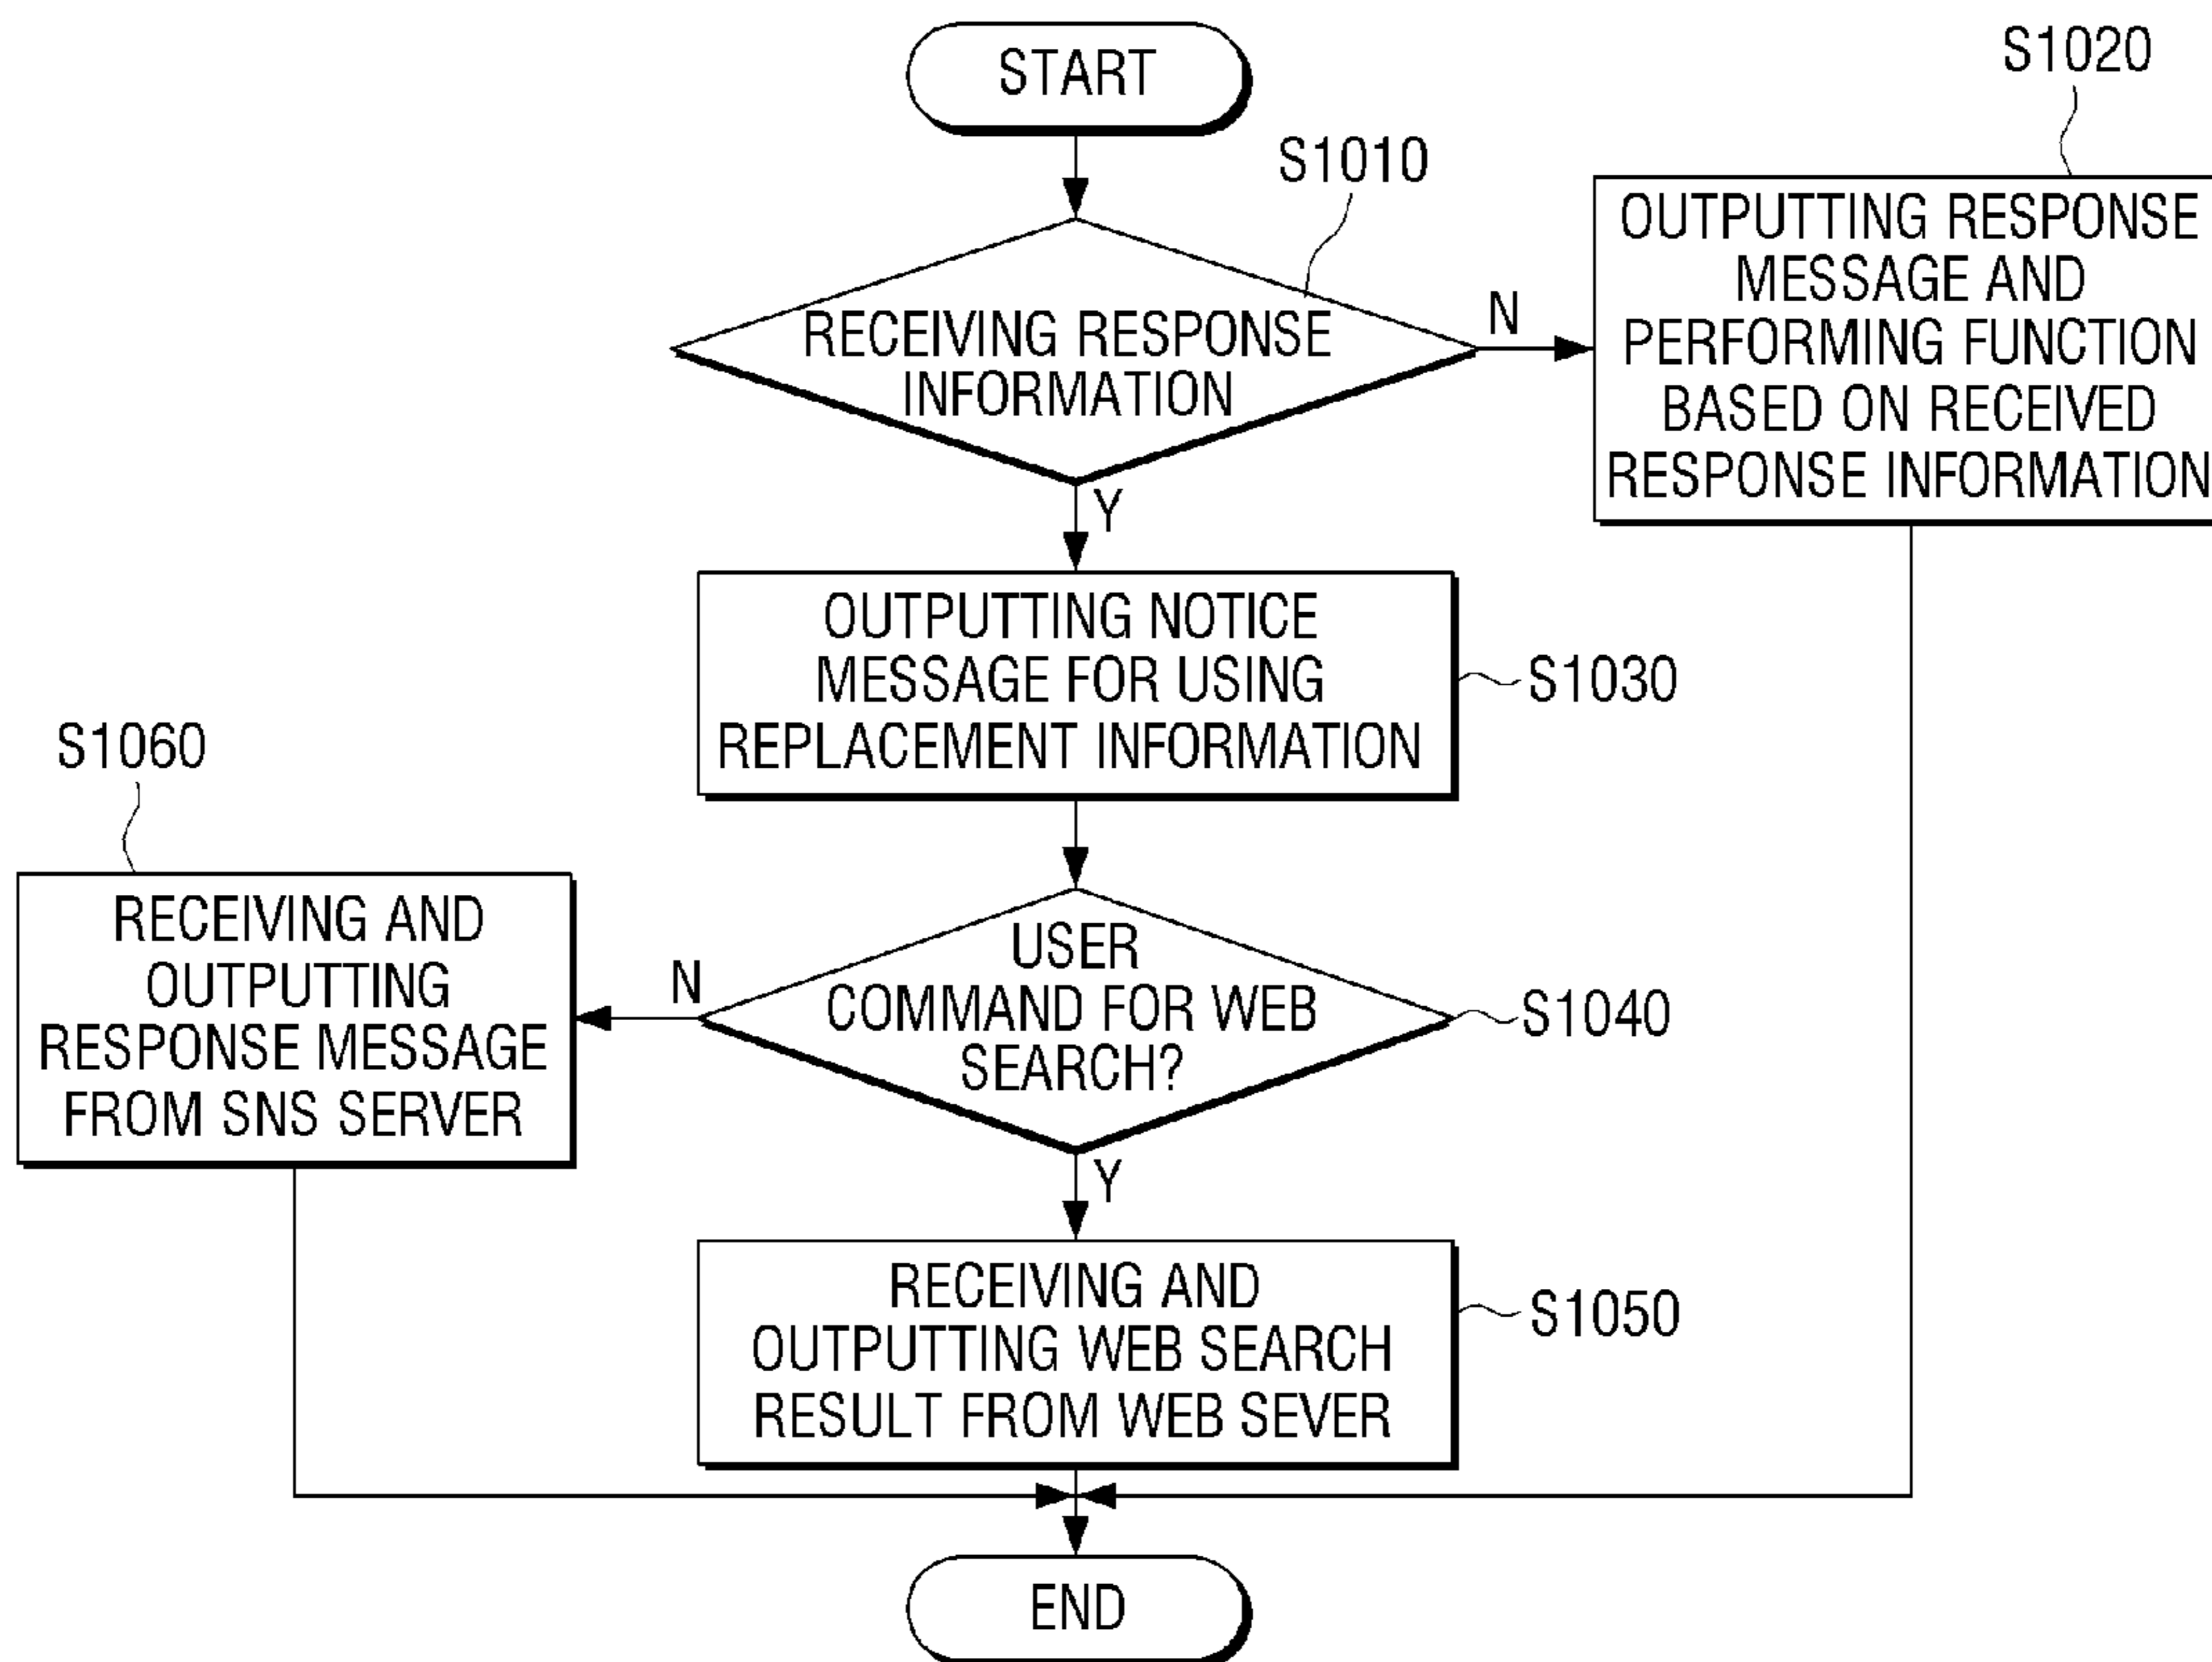 START
S1010
S1020
RECEIVING RESPONSE
INFORMATION
N
OUTPUTTING RESPONSE
MESSAGE AND
PERFORMING FUNCTION
BASED ON RECEIVED
RESPONSE INFORMATION
Y
OUTPUTTING NOTICE
MESSAGE FOR USING
REPLACEMENT INFORMATION
S1030
S1060
RECEIVING AND
OUTPUTTING
RESPONSE MESSAGE
FROM SNS SERVER
N
USER
COMMAND FOR WEB
SEARCH?
S1040
Y
RECEIVING AND
OUTPUTTING WEB SEARCH
RESULT FROM WEB SEVER
S1050
END